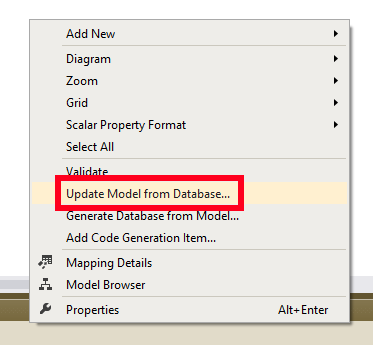 Add New
Diagram
Zoom
Grid
Scalar Property Format
Select All
Validate
Update Model from Database...
Generate Database from Model...
Add Code Generation Item...
Mapping Details
Model Browser
Properties Alt+Enter